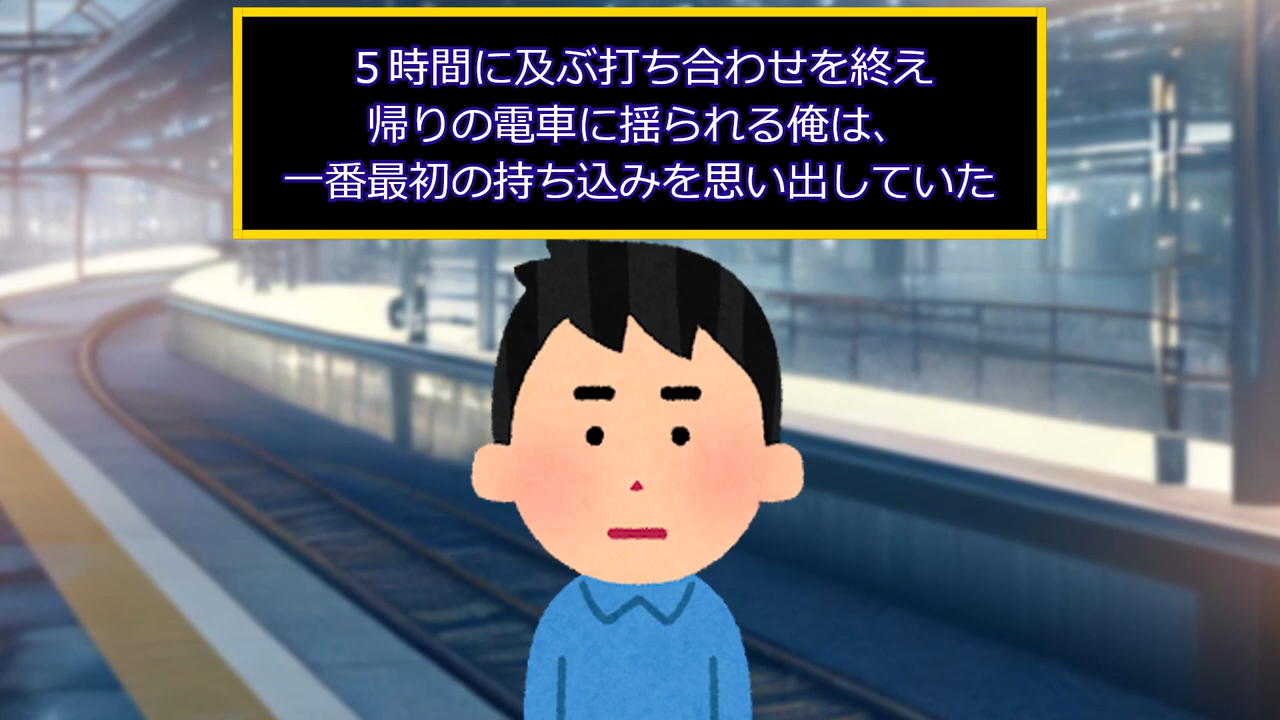 ５時間に及ぶ打ち合わせを終え
帰りの電車に揺られる俺は、
一番最初の持ち込みを思い出していた